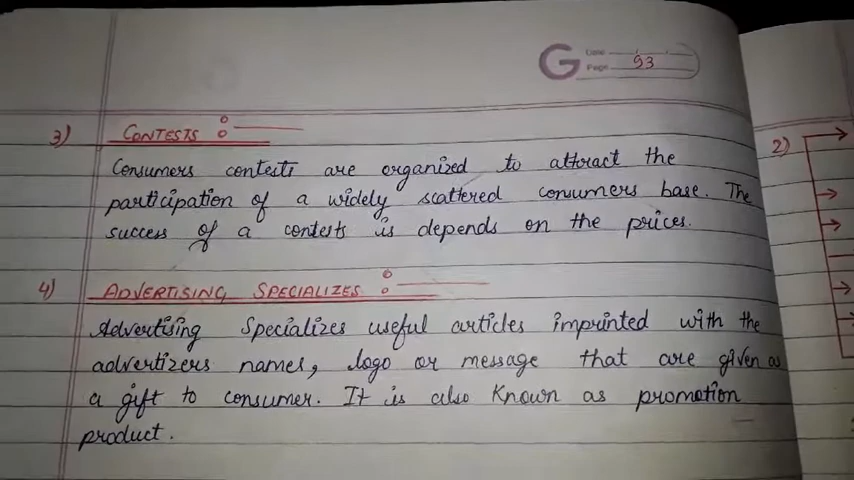 G Date
Page 93
3) CONTESTS :
Consumers contests are organized to attract the
participation of a widely scattered consumers base. The
success of a contests is depends on the prices.
4) ADVERTISING SPECIALIZES :
Advertising Specializes useful articles imprinted with the
advertizers names, logo or message that are given as
a gift to consumer. It is also known as promotion
product.
2)